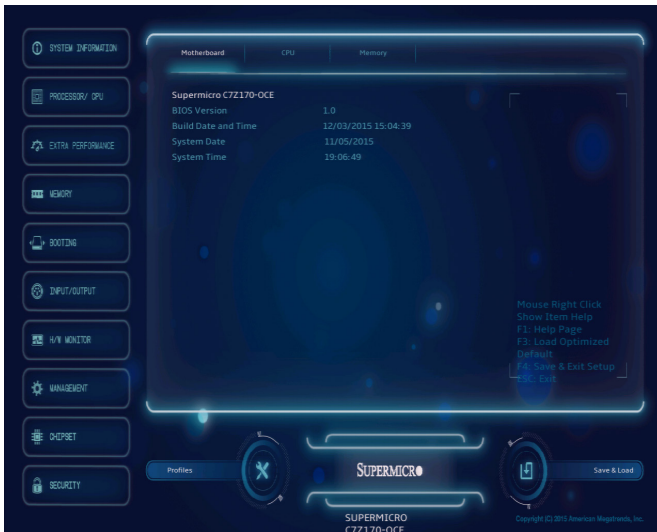 SYSTEM INFORMATION
PROCESSOR/ CPU
EXTRA PERFORMANCE
MEMORY
BOOTING
INPUT/OUTPUT
H/W MONITOR
MANAGEMENT
CHIPSET
SECURITY
Motherboard CPU Memory
Supermicro C7Z170-OCE
BIOS Version 1.0
Build Date and Time 12/03/2015 15:04:39
System Date 11/05/2015
System Time 19:06:49
Mouse Right Click
Show Item Help
F1: Help Page
F3: Load Optimized
Default
F4: Save & Exit Setup
ESC: Exit
Profiles
SUPERMICRO
Save & Load
SUPERMICRO
C7Z170-OCE
Copyright (C) 2015 American Megatrends, Inc.